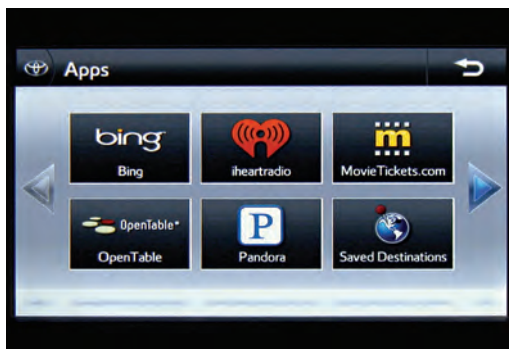 Apps
bing
Bing
iheartradio
m
MovieTickets.com
OpenTable
OpenTable
P
Pandora
Saved Destinations